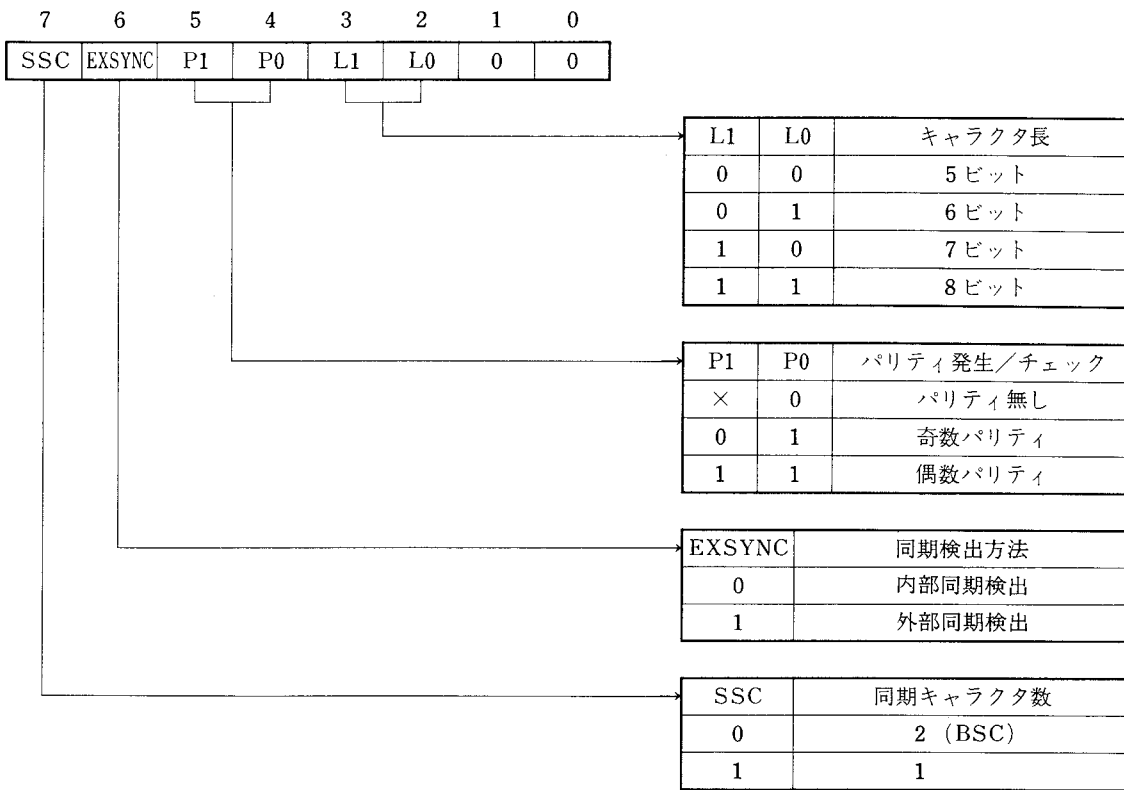 7 6 5 4 3 2 1 0
SSC EXSYNC P1 P0 L1 L0 0 0
L1 L0 キャラクタ長
0 0 5ビット
0 1 6ビット
1 0 7ビット
1 1 8ビット
P1 P0 パリティ発生/チェック
× 0 パリティ無し
0 1 奇数パリティ
1 1 偶数パリティ
EXSYNC 同期検出方法
0 内部同期検出
1 外部同期検出
SSC 同期キャラクタ数
0 2 (BSC)
1 1